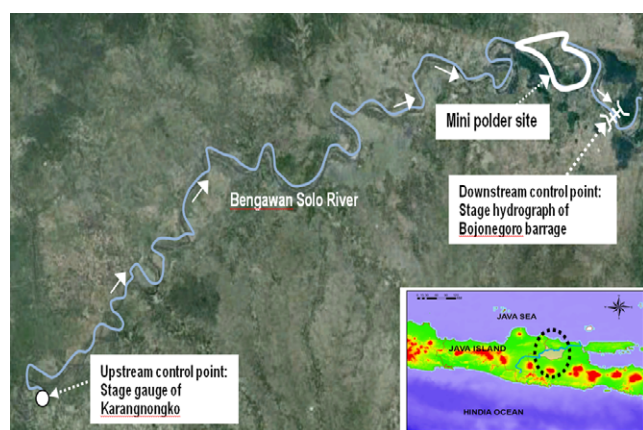 Mini polder site
Downstream control point:
Stage hydrograph of
Bojonegoro barrage
Bengawan Solo River
Upstream control point:
Stage gauge of
Karangnongko
JAVA SEA
JAVA ISLAND
HINDIA OCEAN